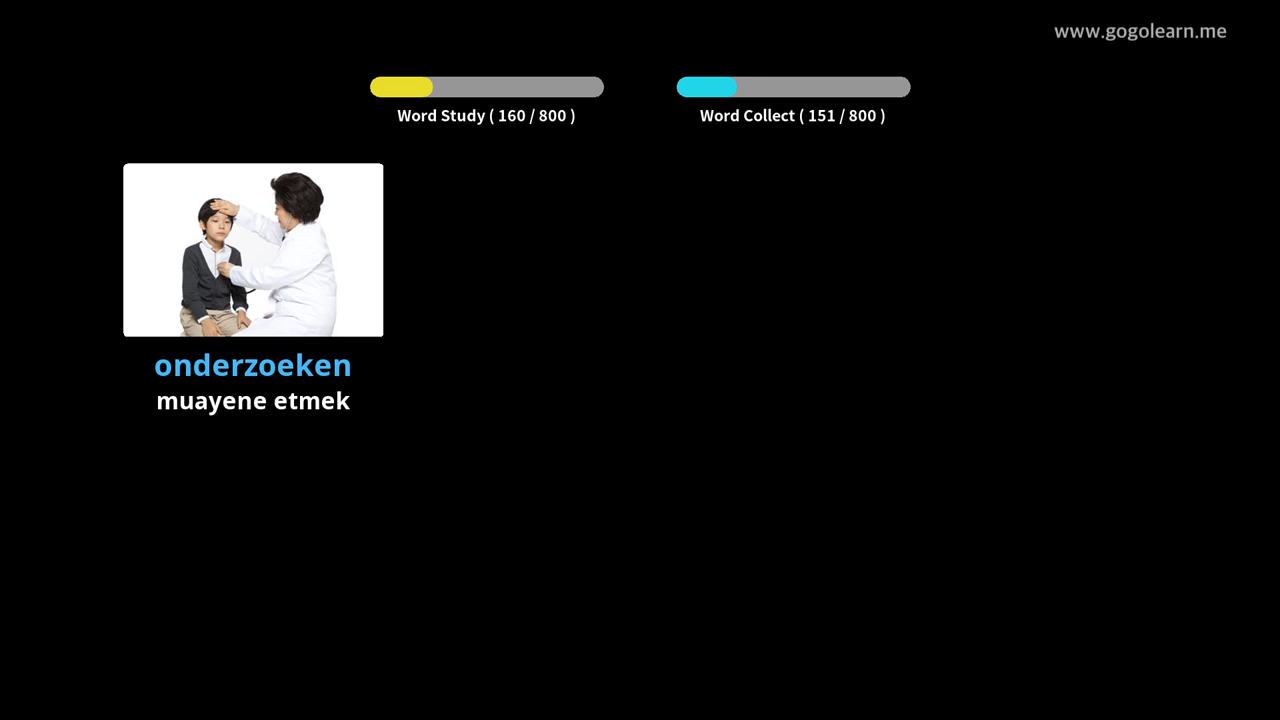 www.gogolearn.me
Word Study ( 160 / 800 )
Word Collect ( 151 / 800 )
onderzoeken
muayene etmek